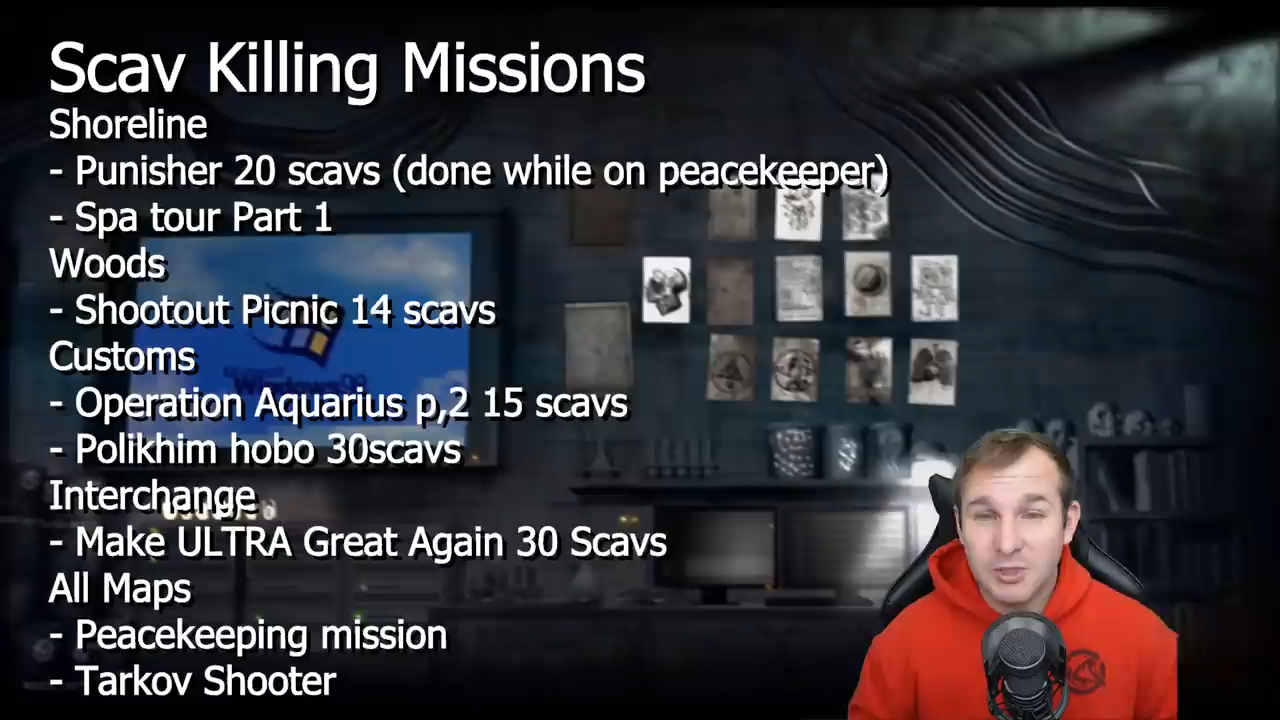 Scav Killing Missions
Shoreline
- Punisher 20 scavs (done while on peacekeeper)
- Spa tour Part 1
Woods
- Shootout Picnic 14 scavs
Customs
- Operation Aquarius p,2 15 scavs
- Polikhim hobo 30scavs
Interchange
- Make ULTRA Great Again 30 Scavs
All Maps
- Peacekeeping mission
- Tarkov Shooter